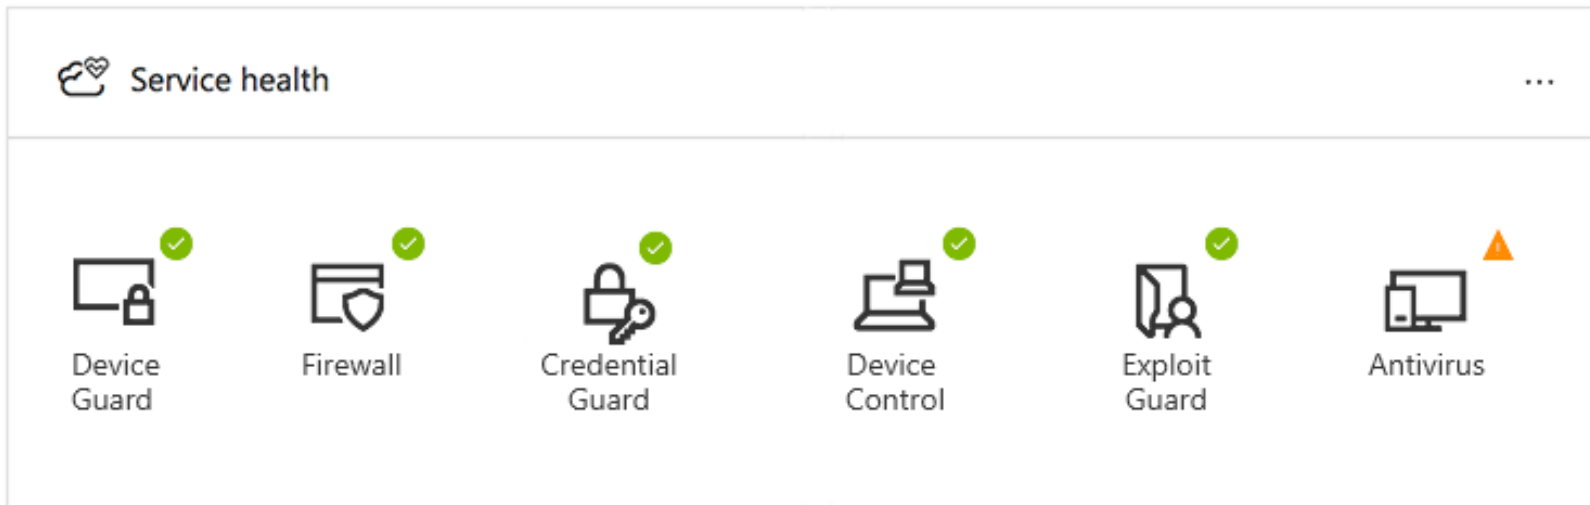 Service health
...
Device
Guard
Firewall
Credential
Guard
Device
Control
Exploit
Guard
Antivirus